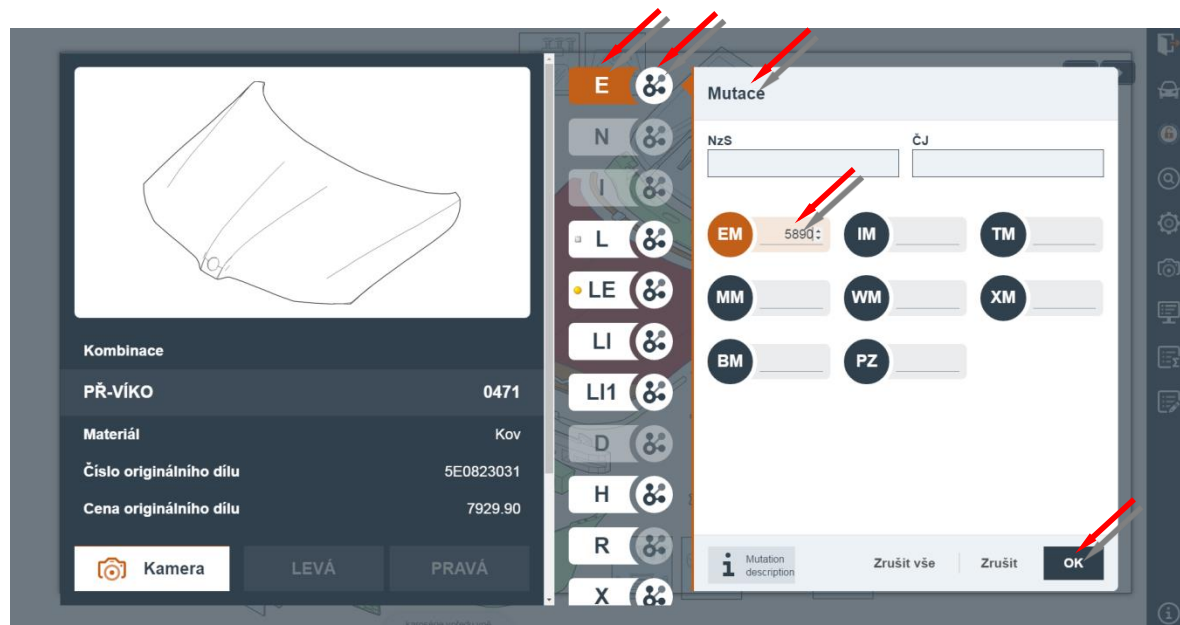 Kombinace
PŘ-VÍKO 0471
Materiál Kov
Číslo originálního dílu 5E0823031
Cena originálního dílu 7929.90
Kamera LEVÁ PRAVÁ
E
N
I
L
LE
LI
LI1
D
H
R
X
Mutace
NzS ČJ
EM 5890 IM TM
MM WM XM
BM PZ
i Mutation
description
Zrušit vše Zrušit OK